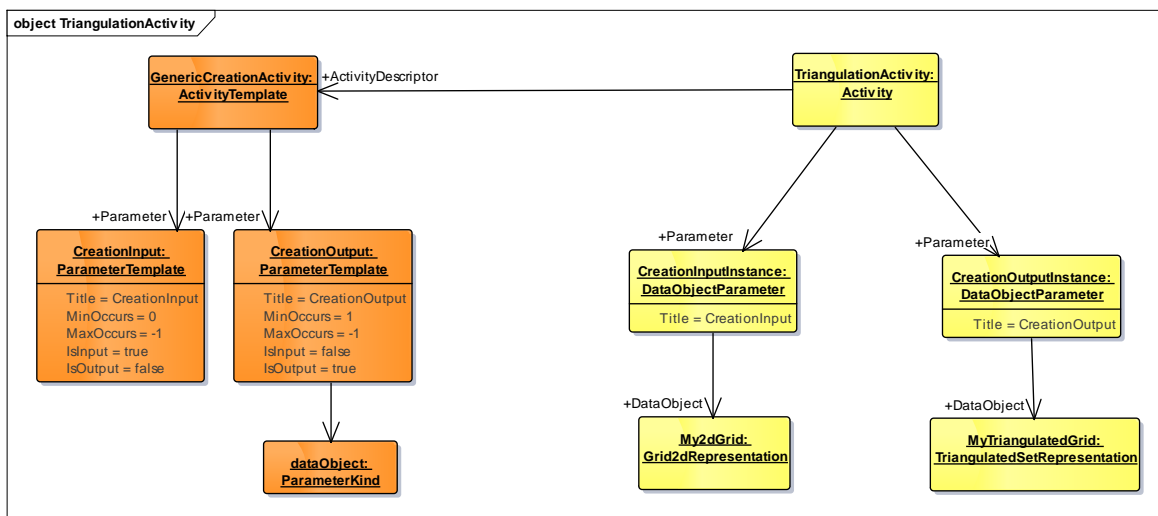 object TriangulationActivity
GenericCreationActivity:
ActivityTemplate
+ActivityDescriptor
TriangulationActivity:
Activity
+Parameter
+Parameter
CreationInput:
ParameterTemplate
Title = CreationInput
MinOccurs = 0
MaxOccurs = -1
IsInput = true
IsOutput = false
CreationOutput:
ParameterTemplate
Title = CreationOutput
MinOccurs = 1
MaxOccurs = -1
IsInput = false
IsOutput = true
dataObject:
ParameterKind
+Parameter
CreationInputInstance:
DataObjectParameter
Title = CreationInput
+Parameter
CreationOutputInstance:
DataObjectParameter
Title = CreationOutput
+DataObject
My2dGrid:
Grid2dRepresentation
+DataObject
MyTriangulatedGrid:
TriangulatedSetRepresentation